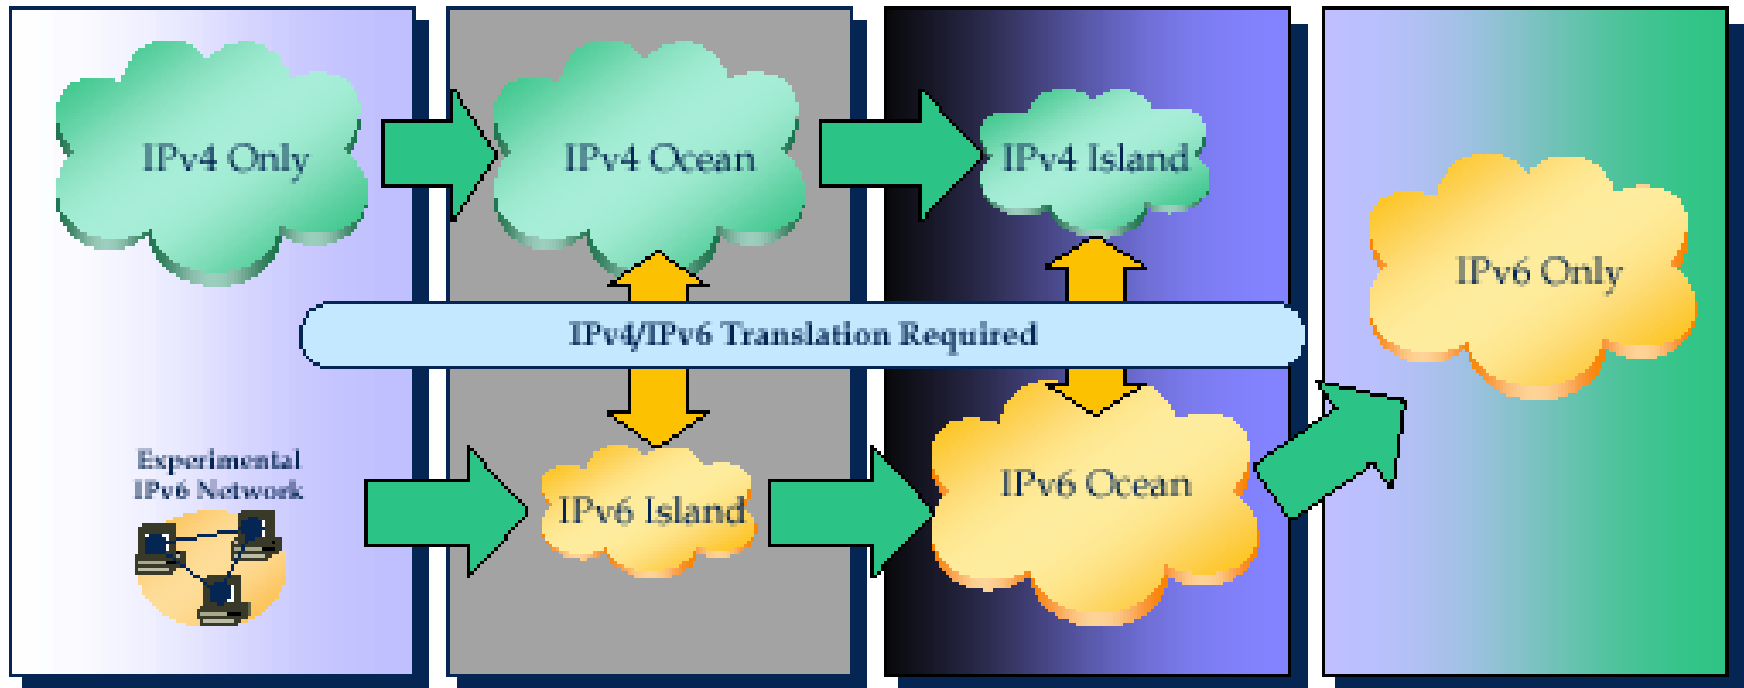 IPv4 Only
IPv4 Ocean
IPv4 Island
IPv6 Only
IPv4/IPv6 Translation Required
Experimental
IPv6 Network
IPv6 Island
IPv6 Ocean